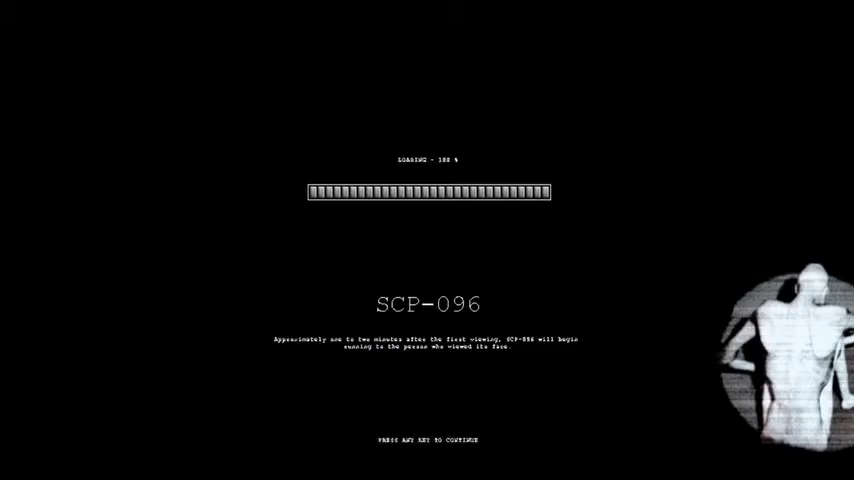 LOADING - 100 %
SCP-096
Approximately one to two minutes after the first viewing, SCP-096 will begin
running to the person who viewed its face.
PRESS ANY KEY TO CONTINUE